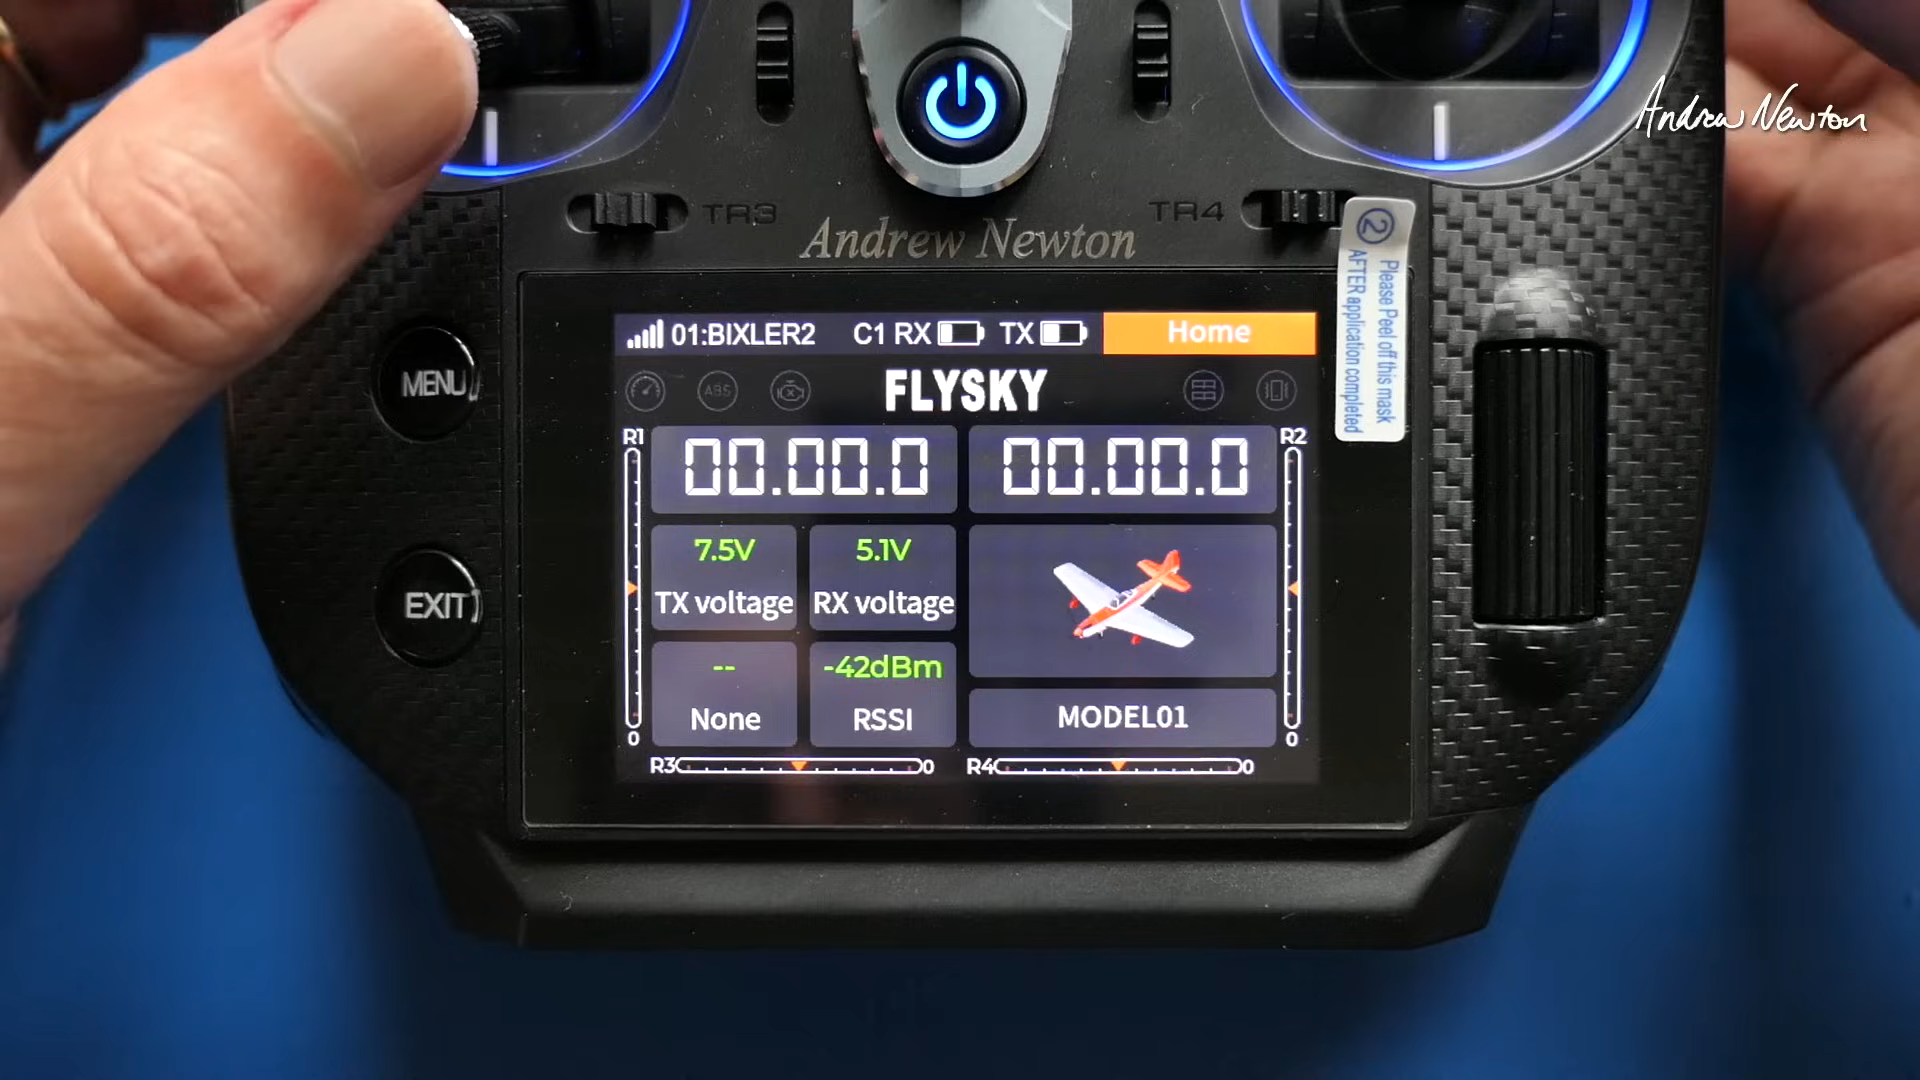 Andrew Newton
TR3
TR4
Andrew Newton
2
Please Peel off this mask
AFTER application completed
01:BIXLER2 C1 RX TX Home
ABS
FLYSKY
MENU
R1
R2
00.00.0 00.00.0
7.5V 5.1V
TX voltage RX voltage
EXIT
-- -42dBm
None RSSI
MODEL01
0
0
R3 0 R4 0